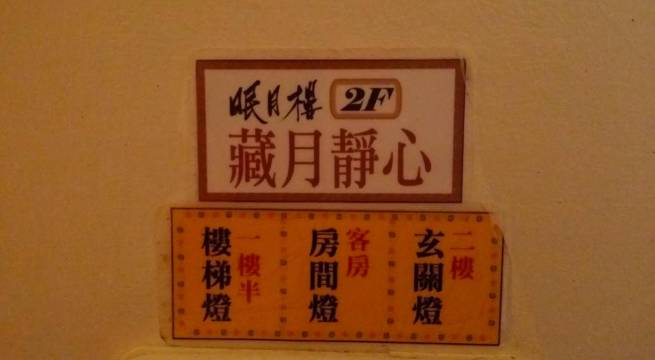 眠月樓 2F
藏月靜心
二樓
玄關燈
客房
房間燈
一樓半
樓梯燈